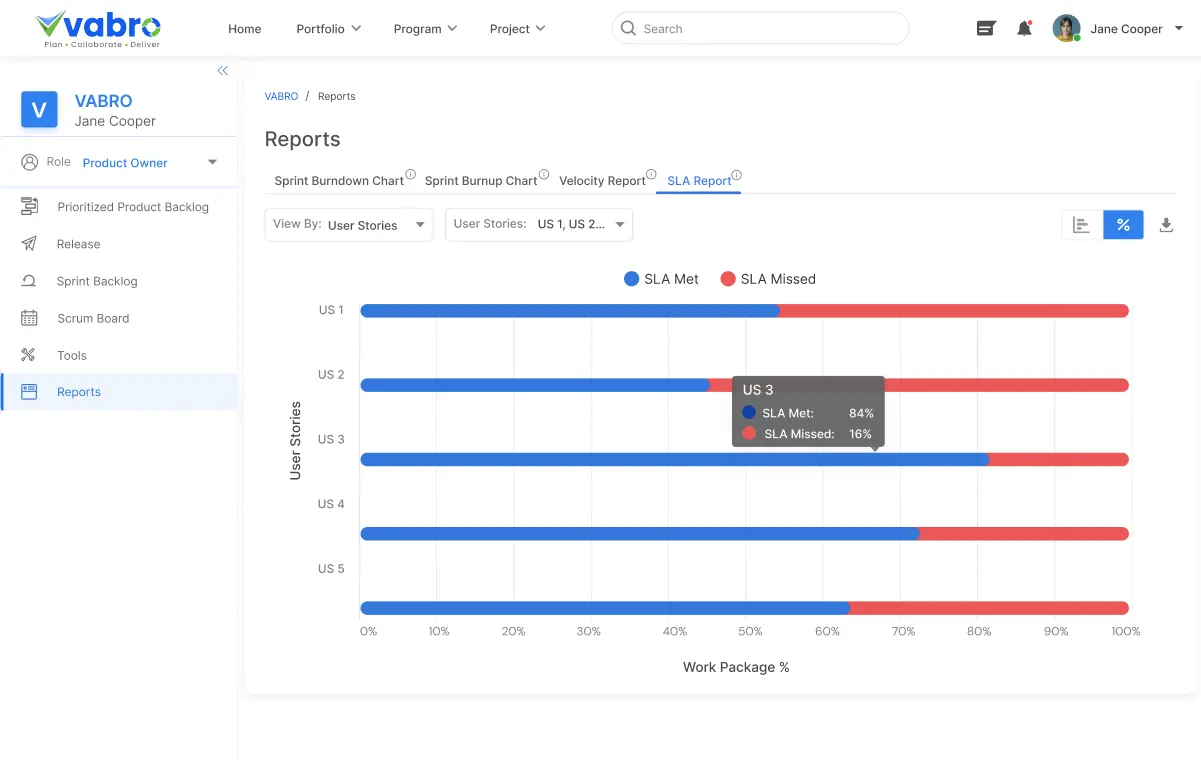 vabro
Plan • Collaborate • Deliver
Home
Portfolio
Program
Project
Search
Jane Cooper
V
VABRO
Jane Cooper
Role
Product Owner
Prioritized Product Backlog
Release
Sprint Backlog
Scrum Board
Tools
Reports
VABRO / Reports
Reports
Sprint Burndown Chart
Sprint Burnup Chart
Velocity Report
SLA Report
View By: User Stories
User Stories: US 1, US 2...
%
SLA Met
SLA Missed
User Stories
US 1
US 2
US 3
US 4
US 5
US 3
SLA Met: 84%
SLA Missed: 16%
0% 10% 20% 30% 40% 50% 60% 70% 80% 90% 100%
Work Package %